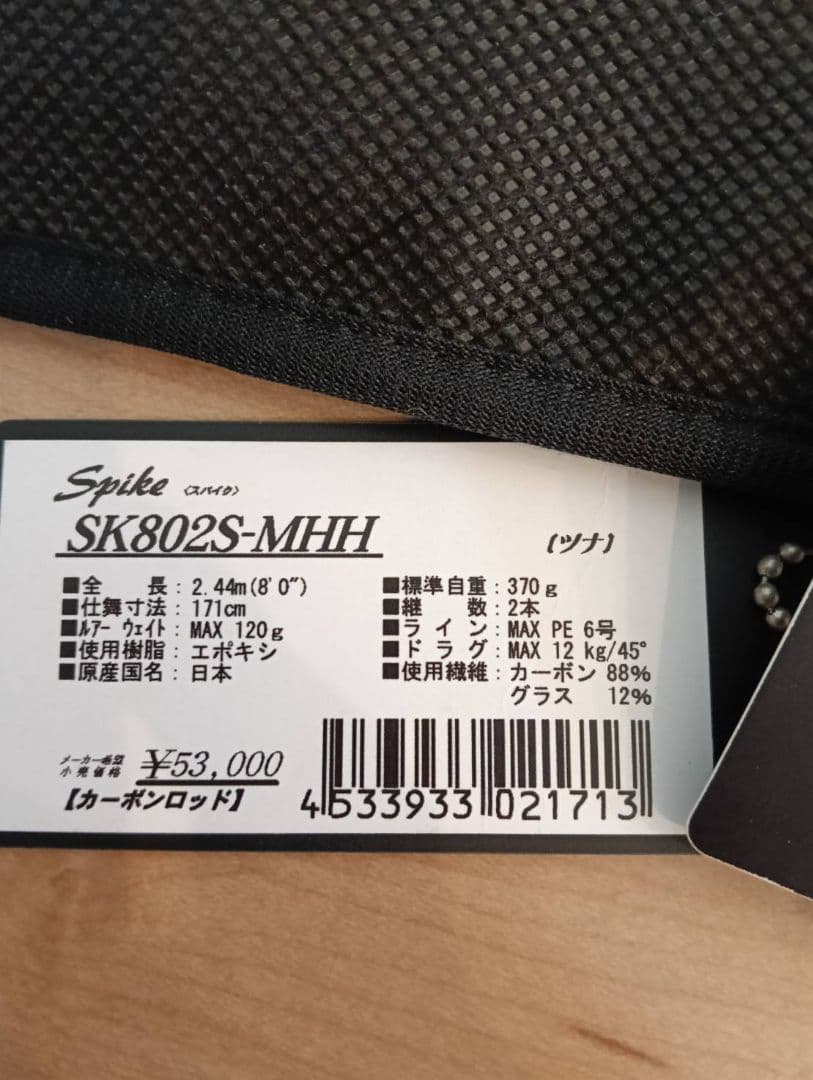 Spike 〈スパイク〉
SK802S-MHH 〔ツナ〕
■全　長：2.44m(8'0") ■標準自重：370g
■仕舞寸法：171cm ■継　数：2本
■ﾙｱｰ ｳｪｲﾄ：MAX 120g ■ライン：MAX PE 6号
■使用樹脂：エポキシ ■ドラグ：MAX 12 kg/45°
■原産国名：日本 ■使用繊維：カーボン 88%
グラス 12%
メーカー希望
小売価格 ¥53,000
【カーボンロッド】
4 533933 021713